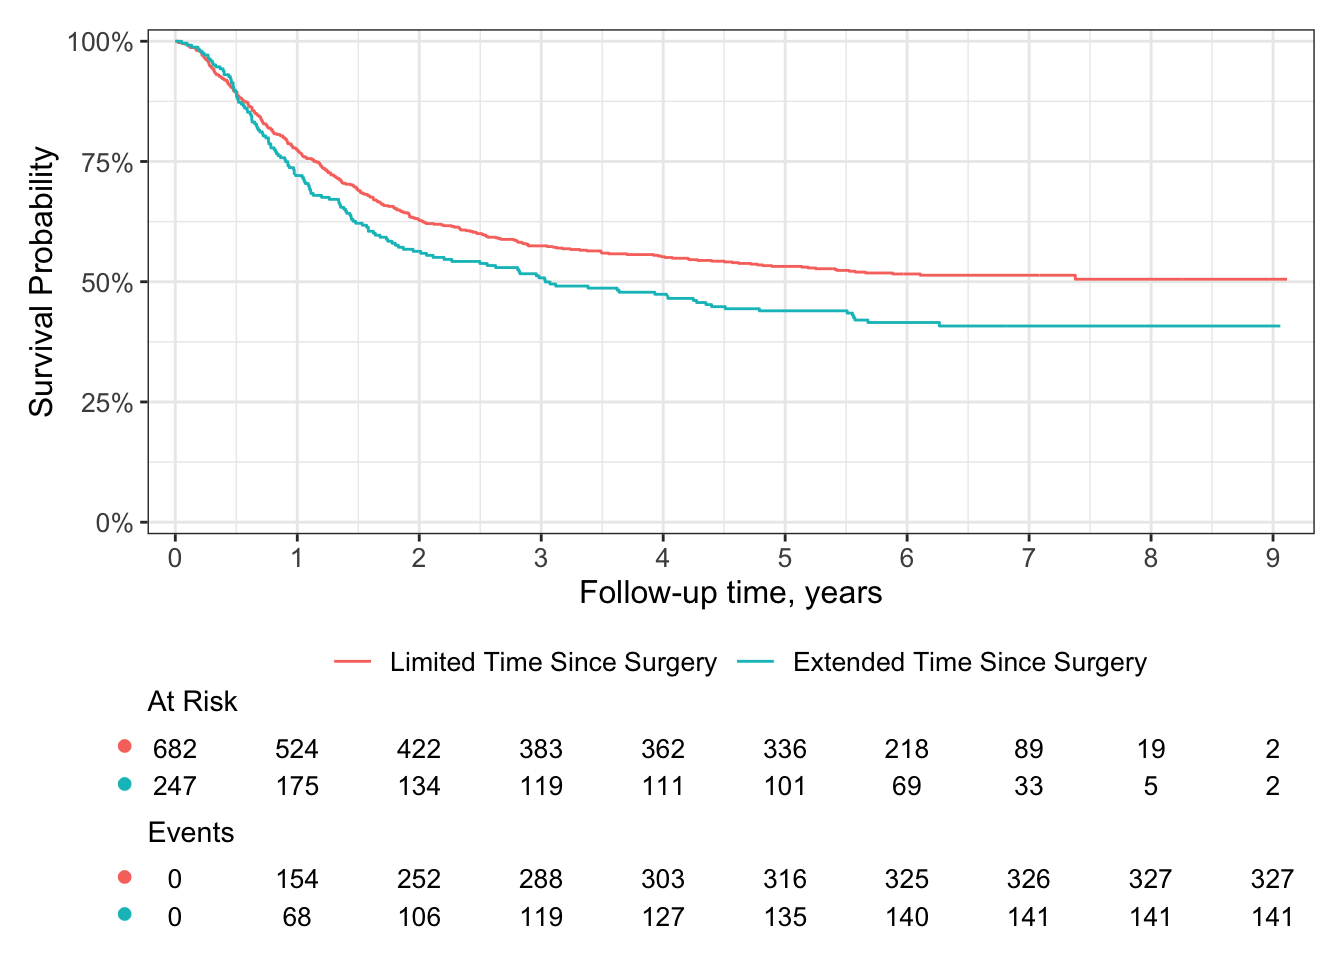 100%
75%
50%
25%
0%
Survival Probability
0 1 2 3 4 5 6 7 8 9
Follow-up time, years
Limited Time Since Surgery Extended Time Since Surgery
At Risk
682 524 422 383 362 336 218 89 19 2
247 175 134 119 111 101 69 33 5 2
Events
0 154 252 288 303 316 325 326 327 327
0 68 106 119 127 135 140 141 141 141